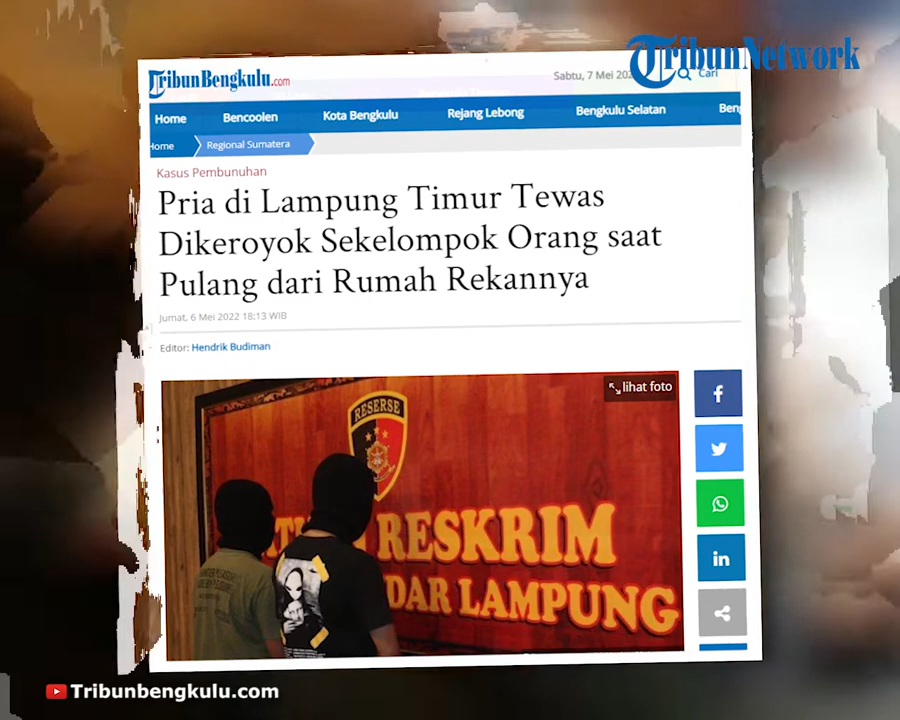 TribunNetwork
TribunBengkulu.com
Sabtu, 7 Mei 202
Cari
Home Bencoolen Kota Bengkulu Rejang Lebong Bengkulu Selatan Beng
Home Regional Sumatera
Kasus Pembunuhan
Pria di Lampung Timur Tewas
Dikeroyok Sekelompok Orang saat
Pulang dari Rumah Rekannya
Jumat, 6 Mei 2022 18:13 WIB
Editor: Hendrik Budiman
lihat foto
RESERSE
RESKRIM
DAR LAMPUNG
Tribunbengkulu.com